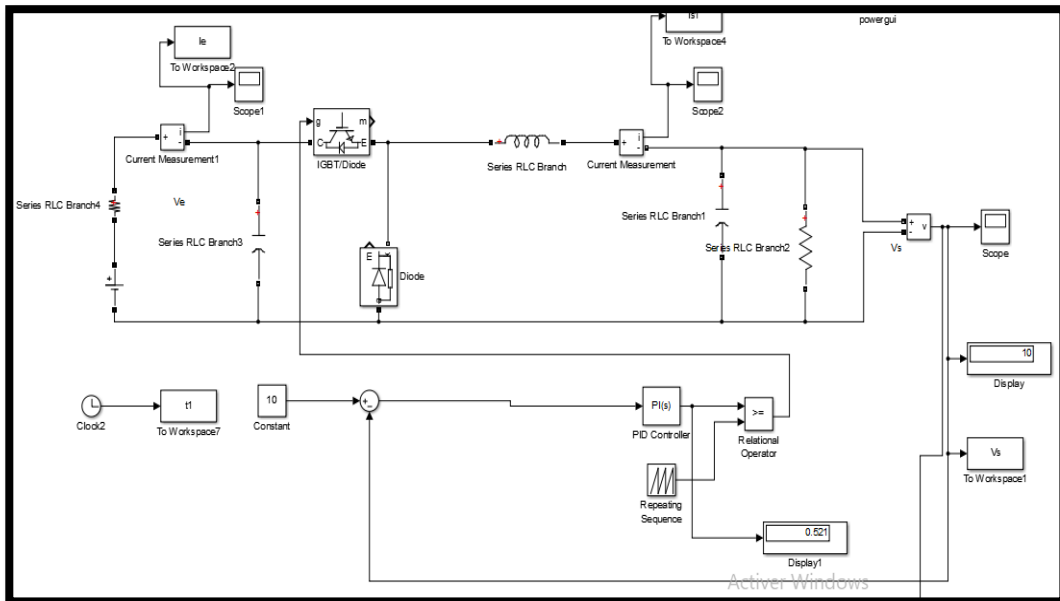 powergui
Ie
To Workspace2
Scope1
Is1
To Workspace4
Scope2
g
m
C
E
IGBT/Diode
+
-
i
Current Measurement1
+
Series RLC Branch
+
-
i
Current Measurement
Series RLC Branch4
+
Ve
+
Series RLC Branch3
+
E
Diode
+
Series RLC Branch1
+
Series RLC Branch2
+
-
v
Vs
Scope
10
Display
t1
Clock2
To Workspace7
10
Constant
+
-
PI(s)
PID Controller
>=
Relational
Operator
Repeating
Sequence
Vs
To Workspace1
0.521
Display1
Activer Windows